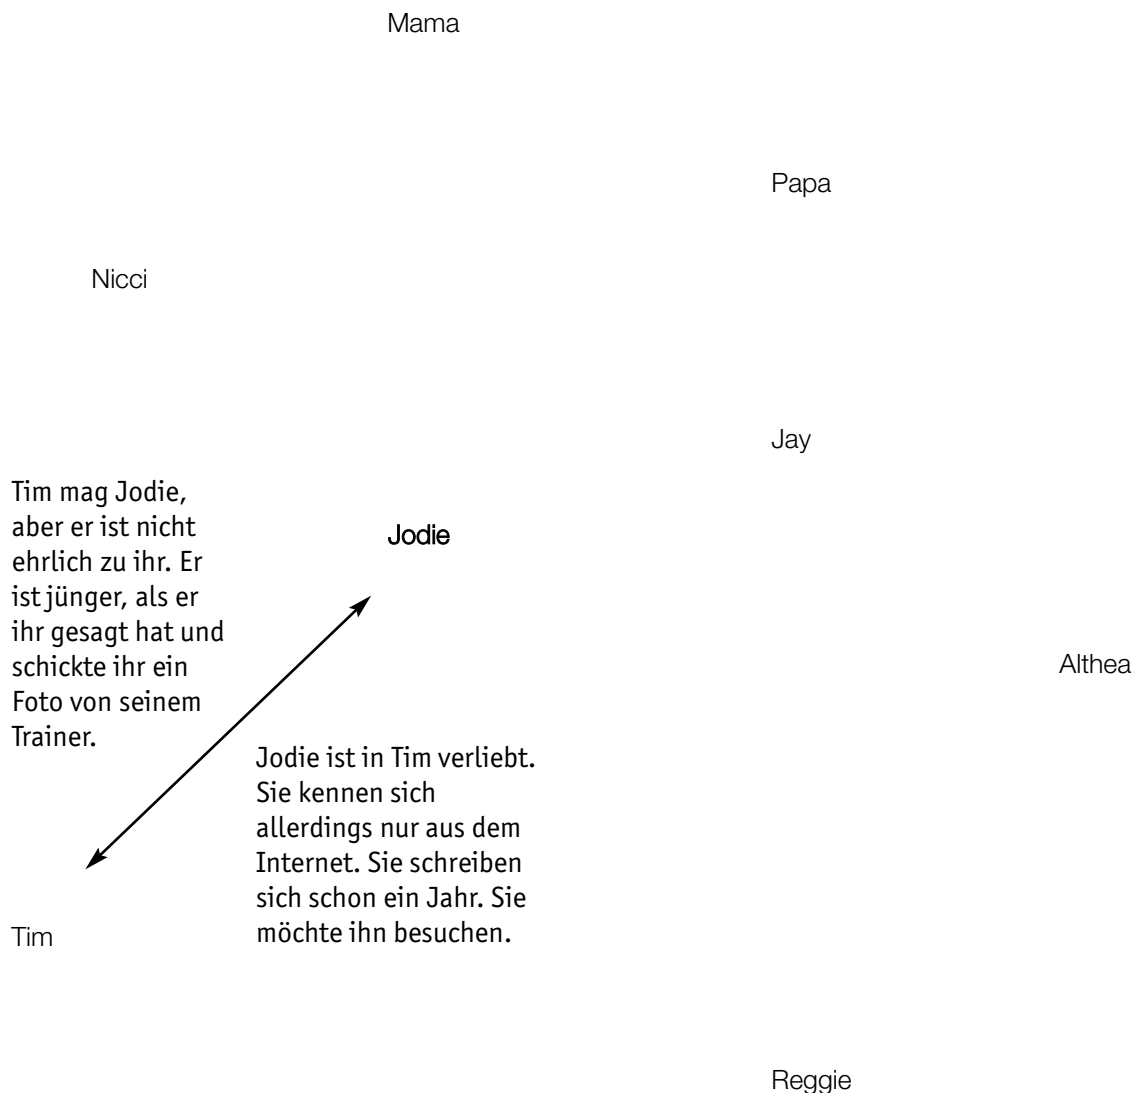 Mama
Papa
Nicci
Jay
Tim mag Jodie,
aber er ist nicht
ehrlich zu ihr. Er
ist jünger, als er
ihr gesagt hat und
schickte ihr ein
Foto von seinem
Trainer.
Jodie
Althea
Jodie ist in Tim verliebt.
Sie kennen sich
allerdings nur aus dem
Internet. Sie schreiben
sich schon ein Jahr. Sie
möchte ihn besuchen.
Tim
Reggie